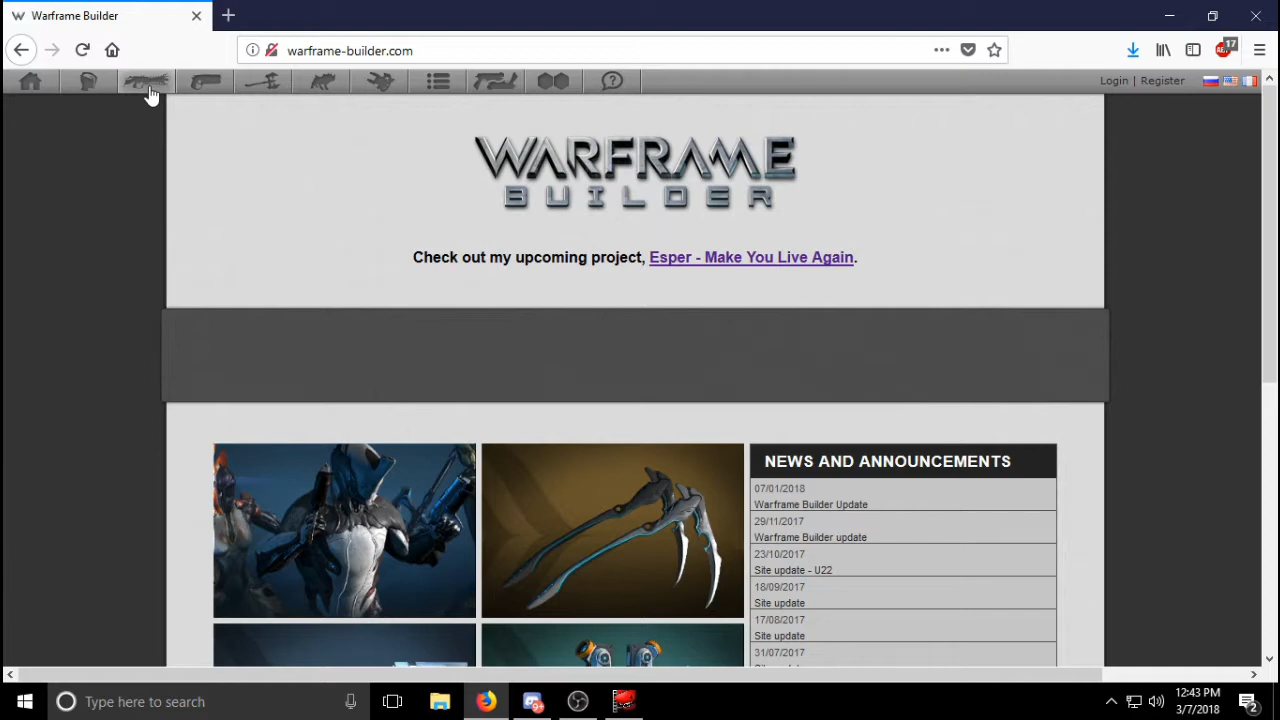 Warframe Builder
warframe-builder.com
17
Login | Register
WARFRAME
BUILDER
Check out my upcoming project, Esper - Make You Live Again.
NEWS AND ANNOUNCEMENTS
07/01/2018
Warframe Builder Update
29/11/2017
Warframe Builder update
23/10/2017
Site update - U22
18/09/2017
Site update
17/08/2017
Site update
31/07/2017
Type here to search
9+
12:43 PM
3/7/2018
2